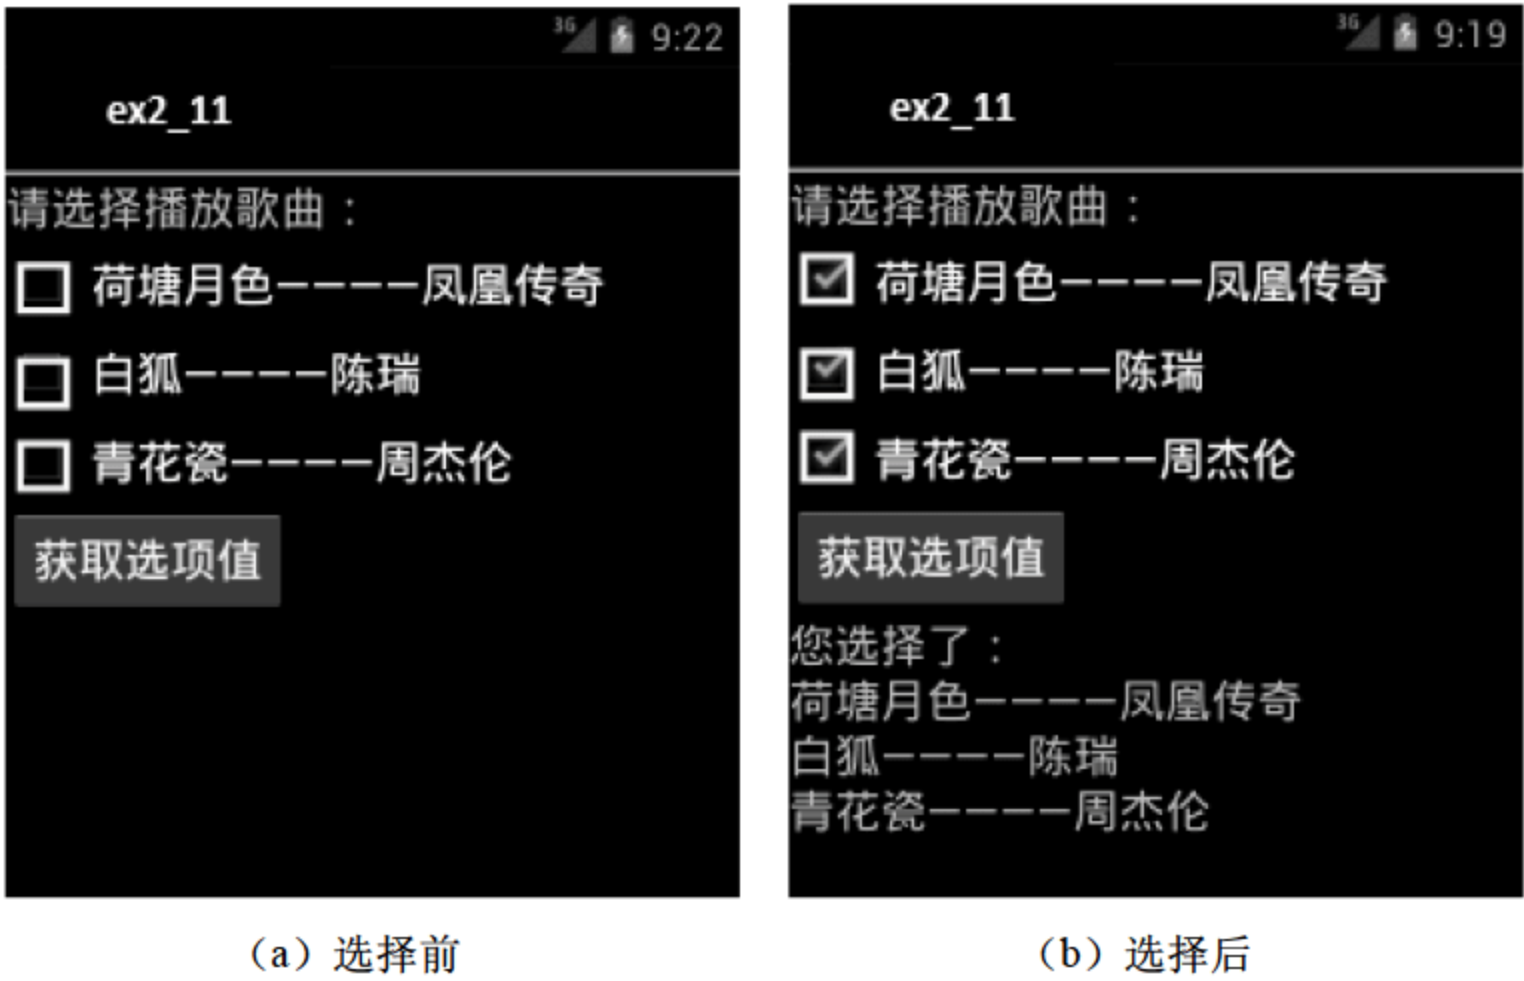 3G 9:22
ex2_11
请选择播放歌曲：
荷塘月色————凤凰传奇
白狐————陈瑞
青花瓷————周杰伦
获取选项值
(a) 选择前
3G 9:19
ex2_11
请选择播放歌曲：
荷塘月色————凤凰传奇
白狐————陈瑞
青花瓷————周杰伦
获取选项值
您选择了：
荷塘月色————凤凰传奇
白狐————陈瑞
青花瓷————周杰伦
(b) 选择后